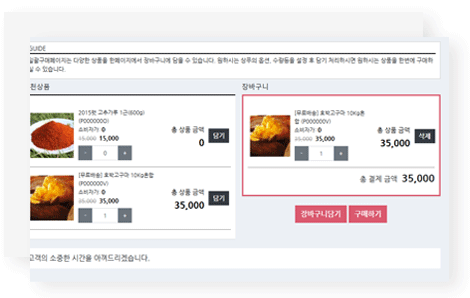 GUIDE
일괄구매페이지는 다양한 상품을 한페이지에서 장바구니에 담을 수 있습니다. 원하시는 상품의 옵션, 수량등을 설정 후 담기 처리하시면 원하시는 상품을 한번에 구매하
실 수 있습니다.
천상품
2015햇 고추가루 1근(600g)
(P000000O)
소비자가: 0
15,000 15,000
- 0 +
총 상품 금액
0
담기
[무료배송] 호박고구마 10Kg혼합
(P000000V)
소비자가: 0
35,000 35,000
- 1 +
총 상품 금액
35,000
담기
장바구니
[무료배송] 호박고구마 10Kg혼
합 (P000000V)
소비자가: 0
35,000 35,000
- 1 +
총 상품 금액
35,000
삭제
총 결제 금액 35,000
장바구니담기 구매하기
고객의 소중한 시간을 아껴드리겠습니다.